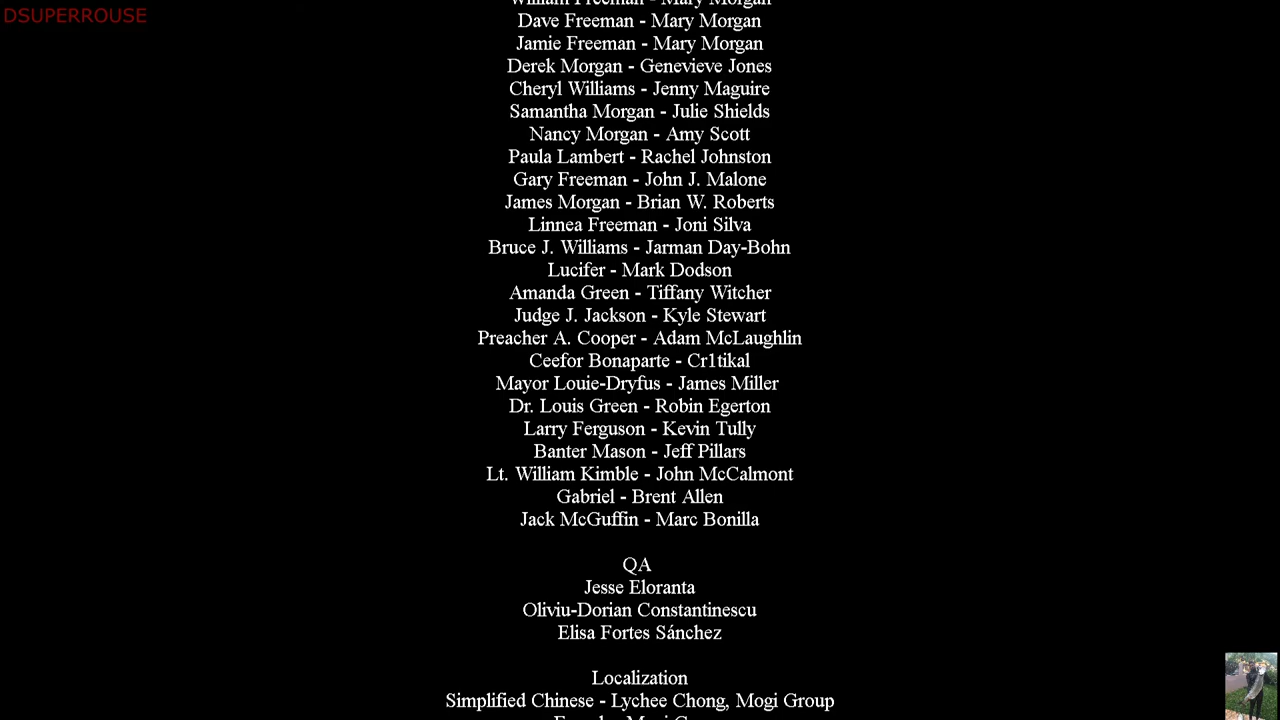 DSUPERROUSE
William Freeman - Mary Morgan
Dave Freeman - Mary Morgan
Jamie Freeman - Mary Morgan
Derek Morgan - Genevieve Jones
Cheryl Williams - Jenny Maguire
Samantha Morgan - Julie Shields
Nancy Morgan - Amy Scott
Paula Lambert - Rachel Johnston
Gary Freeman - John J. Malone
James Morgan - Brian W. Roberts
Linnea Freeman - Joni Silva
Bruce J. Williams - Jarman Day-Bohn
Lucifer - Mark Dodson
Amanda Green - Tiffany Witcher
Judge J. Jackson - Kyle Stewart
Preacher A. Cooper - Adam McLaughlin
Ceefor Bonaparte - Cr1tikal
Mayor Louie-Dryfus - James Miller
Dr. Louis Green - Robin Egerton
Larry Ferguson - Kevin Tully
Banter Mason - Jeff Pillars
Lt. William Kimble - John McCalmont
Gabriel - Brent Allen
Jack McGuffin - Marc Bonilla
QA
Jesse Eloranta
Oliviu-Dorian Constantinescu
Elisa Fortes Sánchez
Localization
Simplified Chinese - Lychee Chong, Mogi Group